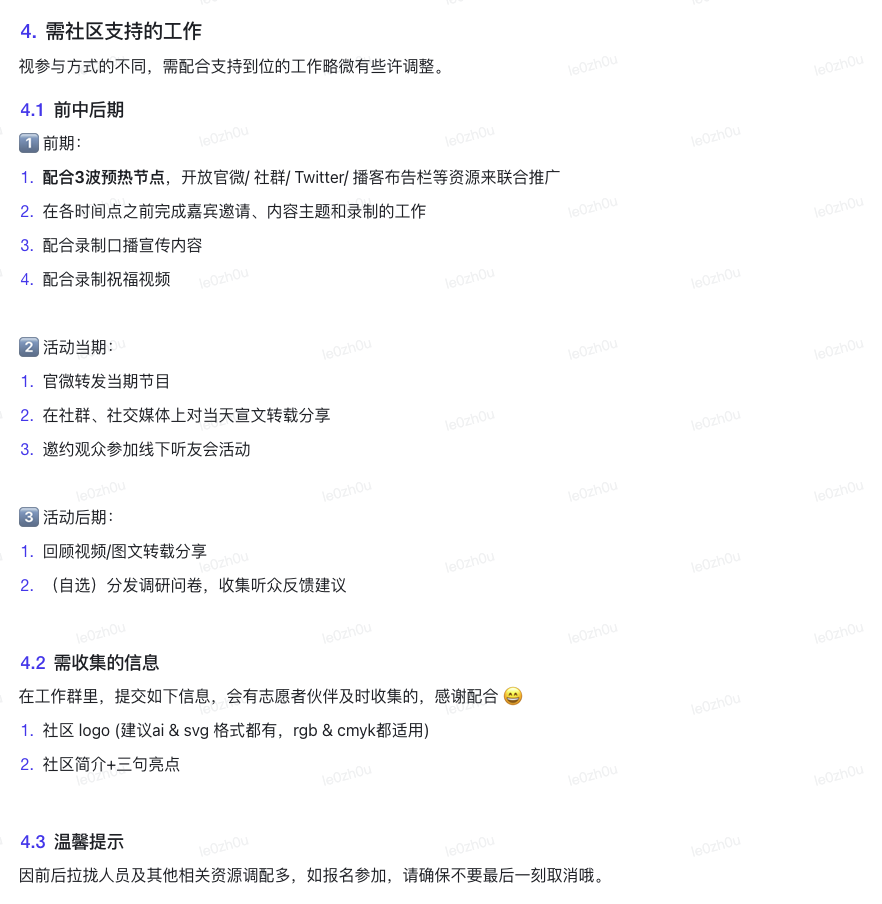 4. 需社区支持的工作
视参与方式的不同，需配合支持到位的工作略微有些许调整。
4.1 前中后期
1️⃣ 前期：
1. 配合3波预热节点，开放官微/ 社群/ Twitter/ 播客布告栏等资源来联合推广
2. 在各时间点之前完成嘉宾邀请、内容主题和录制的工作
3. 配合录制口播宣传内容
4. 配合录制祝福视频
2️⃣ 活动当期：
1. 官微转发当期节目
2. 在社群、社交媒体上对当天宣文转载分享
3. 邀约观众参加线下听友会活动
3️⃣ 活动后期：
1. 回顾视频/图文转载分享
2. （自选）分发调研问卷，收集听众反馈建议
4.2 需收集的信息
在工作群里，提交如下信息，会有志愿者伙伴及时收集的，感谢配合 😄
1. 社区 logo (建议ai & svg 格式都有，rgb & cmyk都适用)
2. 社区简介+三句亮点
4.3 温馨提示
因前后拉拢人员及其他相关资源调配多，如报名参加，请确保不要最后一刻取消哦。
le0zh0u